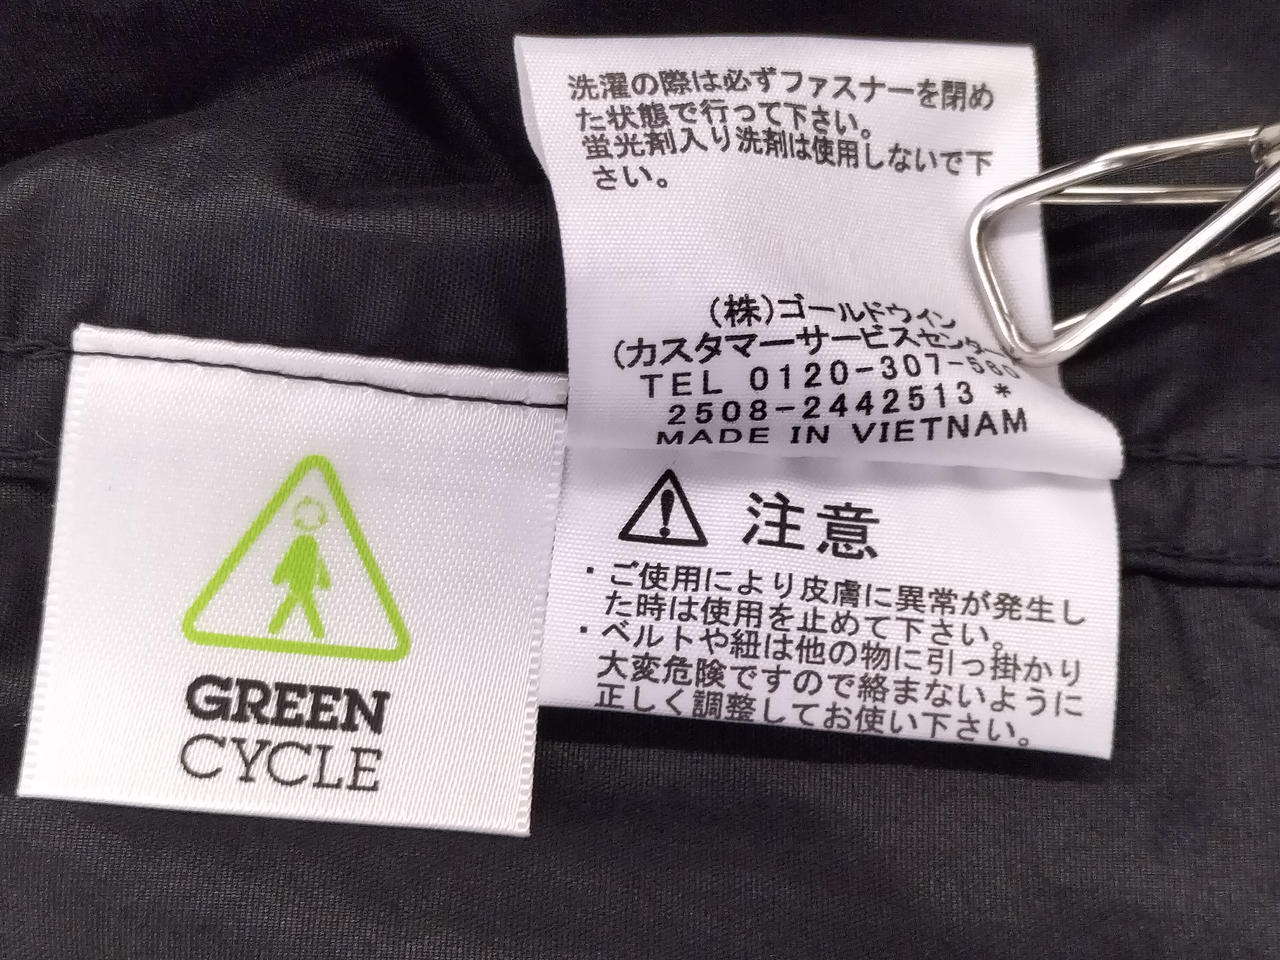 洗濯の際は必ずファスナーを閉め
た状態で行って下さい。
蛍光剤入り洗剤は使用しないで下
さい。
(株)ゴールドウイン
(カスタマーサービスセンター
TEL 0120-307-560
2508-2442513 *
MADE IN VIETNAM
注意
・ご使用により皮膚に異常が発生し
た時は使用を止めて下さい。
・ベルトや紐は他の物に引っ掛かり
大変危険ですので絡まないように
正しく調整してお使い下さい。
GREEN
CYCLE